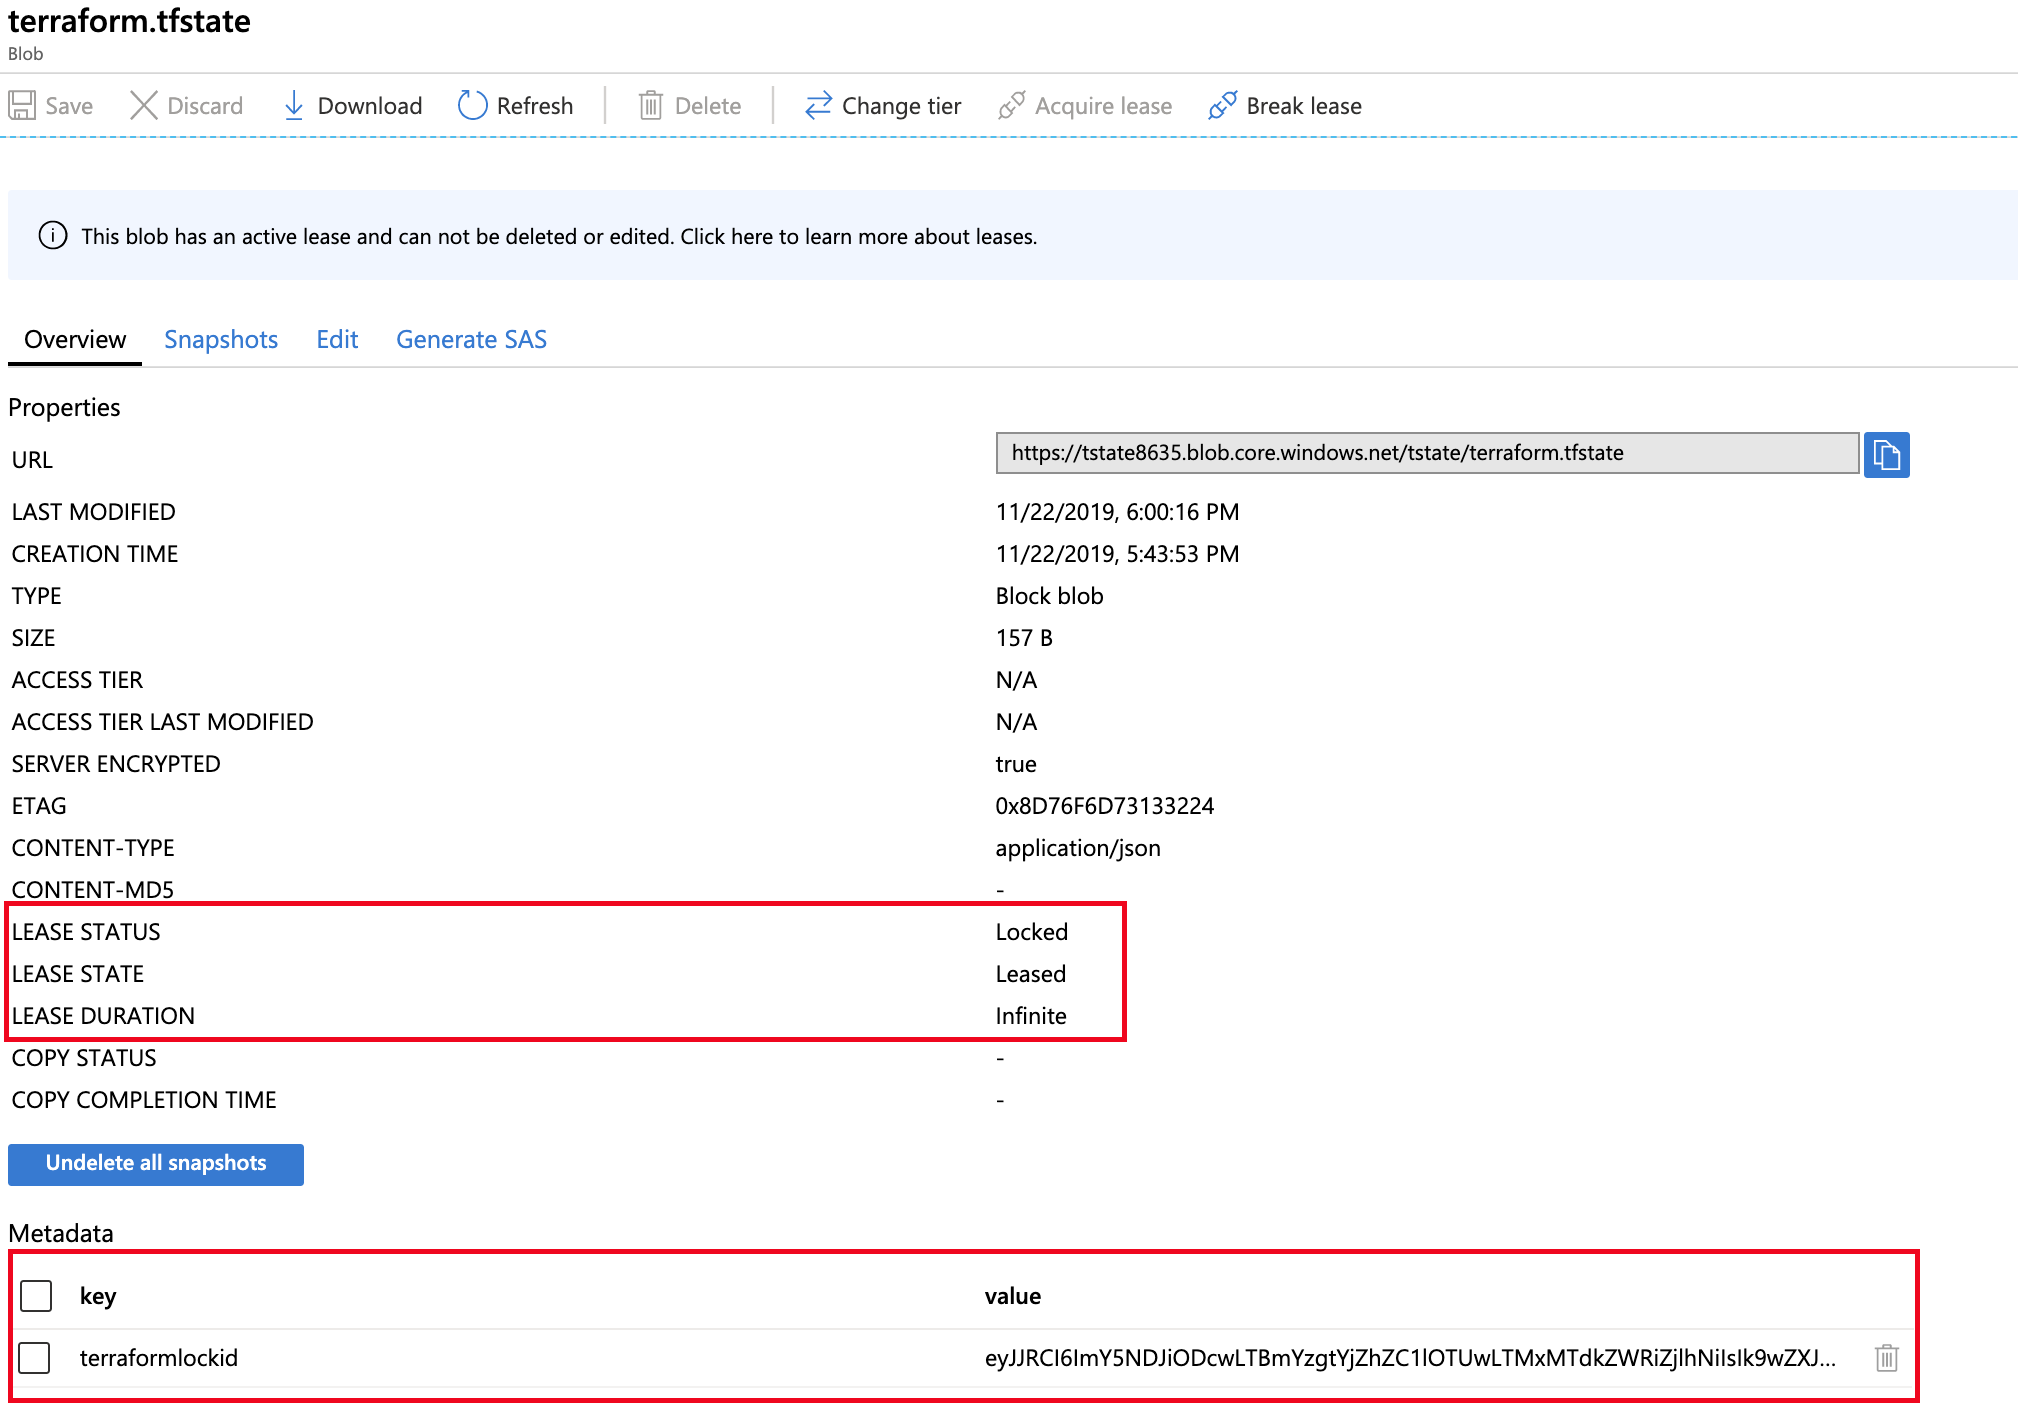 terraform.tfstate
Blob
Save Discard Download Refresh Delete Change tier Acquire lease Break lease
This blob has an active lease and can not be deleted or edited. Click here to learn more about leases.
Overview Snapshots Edit Generate SAS
Properties
URL https://tstate8635.blob.core.windows.net/tstate/terraform.tfstate
LAST MODIFIED 11/22/2019, 6:00:16 PM
CREATION TIME 11/22/2019, 5:43:53 PM
TYPE Block blob
SIZE 157 B
ACCESS TIER N/A
ACCESS TIER LAST MODIFIED N/A
SERVER ENCRYPTED true
ETAG 0x8D76F6D73133224
CONTENT-TYPE application/json
CONTENT-MD5 -
LEASE STATUS Locked
LEASE STATE Leased
LEASE DURATION Infinite
COPY STATUS -
COPY COMPLETION TIME -
Undelete all snapshots
Metadata
key value
terraformlockid eyJJRCI6ImY5NDJiODcwLTBmYzgtYjZhZC1lOTUwLTMxMTdkZWRiZjlhNiIsIk9wZXJ...